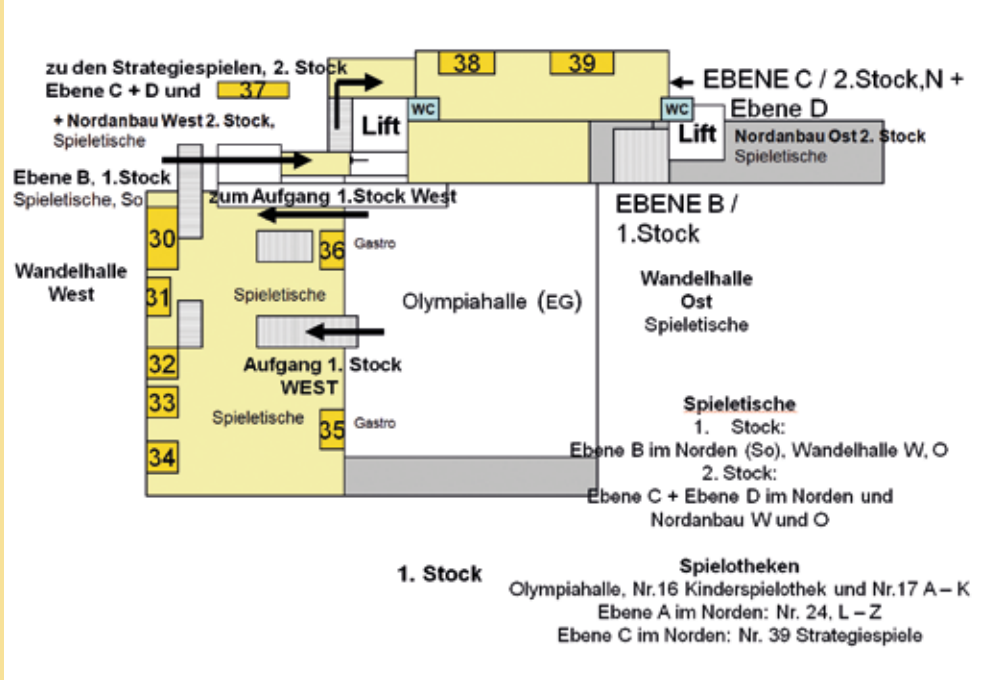 38
39
zu den Strategiespielen, 2. Stock
Ebene C + D und
37
EBENE C / 2.Stock,N +
Ebene D
WC
WC
+ Nordanbau West 2. Stock,
Spieletische
Lift
Lift
Nordanbau Ost 2. Stock
Spieletische
Ebene B, 1.Stock
Spieletische, So
zum Aufgang 1.Stock West
EBENE B /
1.Stock
30
36
Gastro
Wandelhalle
West
31
Spieletische
Olympiahalle (EG)
Wandelhalle
Ost
Spieletische
32
Aufgang 1. Stock
WEST
33
Spieletische
35
Gastro
34
Spieletische
1. Stock:
Ebene B im Norden (So), Wandelhalle W, O
2. Stock:
Ebene C + Ebene D im Norden und
Nordanbau W und O
1. Stock
Spielotheken
Olympiahalle, Nr.16 Kinderspielothek und Nr.17 A – K
Ebene A im Norden: Nr. 24, L – Z
Ebene C im Norden: Nr. 39 Strategiespiele